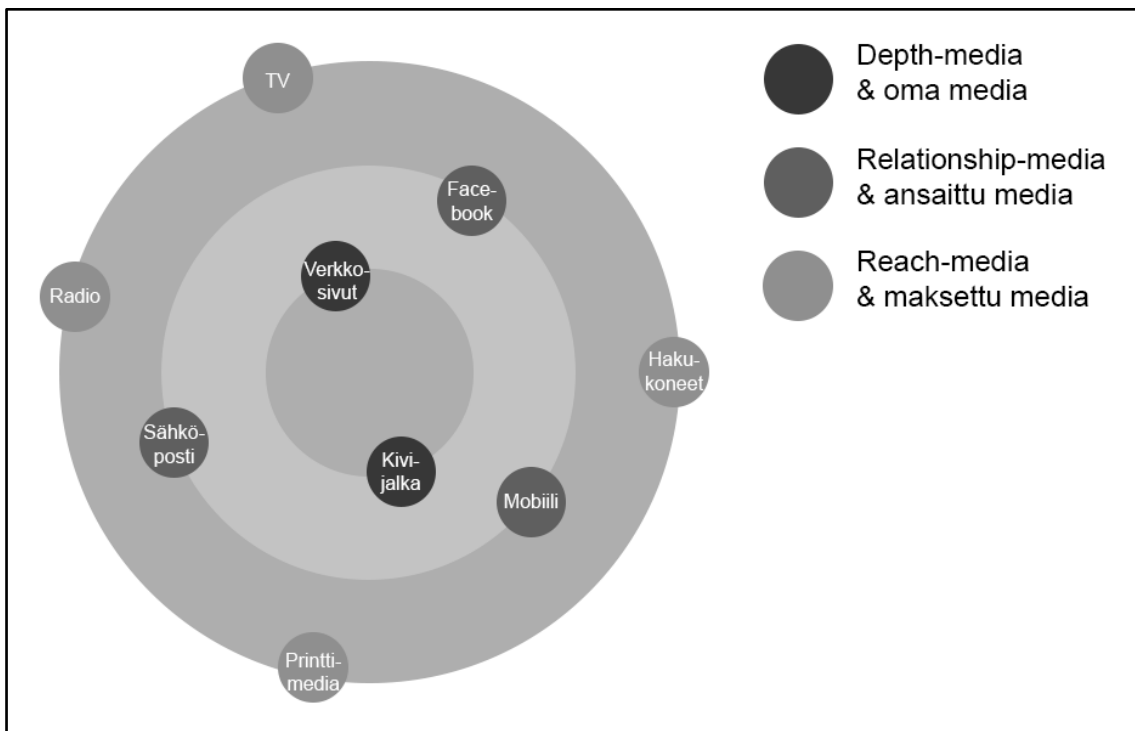 TV
Face-
book
Verkko-
sivut
Radio
Haku-
koneet
Sähkö-
posti
Kivi-
jalka
Mobiili
Printti-
media
Depth-media
& oma media
Relationship-media
& ansaittu media
Reach-media
& maksettu media